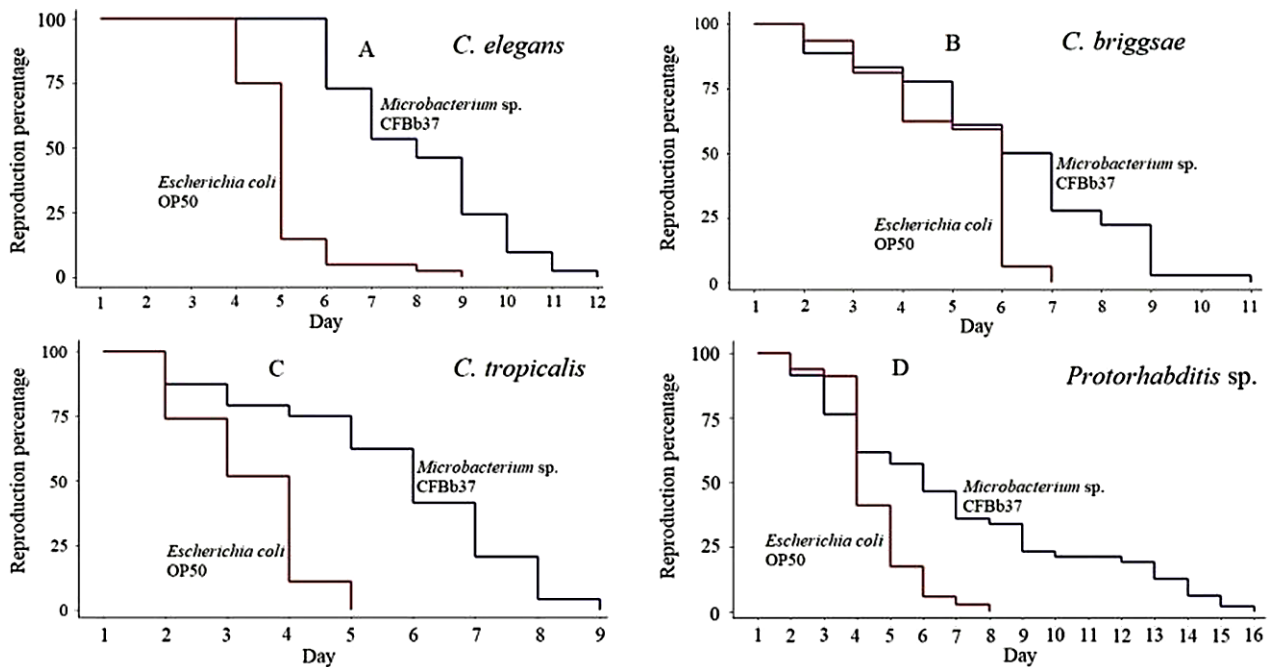 A
C. elegans
Reproduction percentage
100
75
50
25
0
Microbacterium sp.
CFBb37
Escherichia coli
OP50
1 2 3 4 5 6 7 8 9 10 11 12
Day
B
C. briggsae
Reproduction percentage
100
75
50
25
0
Microbacterium sp.
CFBb37
Escherichia coli
OP50
1 2 3 4 5 6 7 8 9 10 11
Day
C
C. tropicalis
Reproduction percentage
100
75
50
25
0
Microbacterium sp.
CFBb37
Escherichia coli
OP50
1 2 3 4 5 6 7 8 9
Day
D
Protorhabditis sp.
Reproduction percentage
100
75
50
25
0
Microbacterium sp.
CFBb37
Escherichia coli
OP50
1 2 3 4 5 6 7 8 9 10 11 12 13 14 15 16
Day